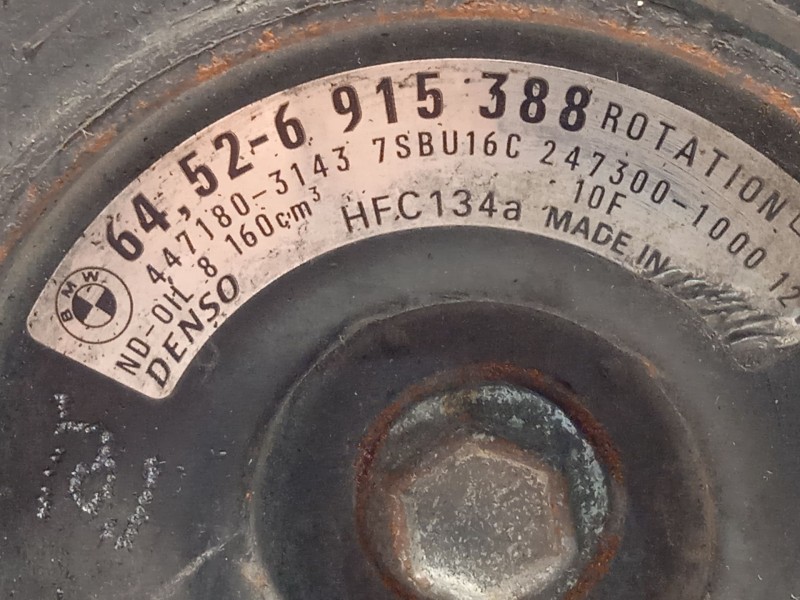 64,52-6 915 388 ROTATION
447180-3143 7SBU16C 247300-1000 12
ND-OIL 8 160cm³ HFC134a 10F
DENSO MADE IN
BMW